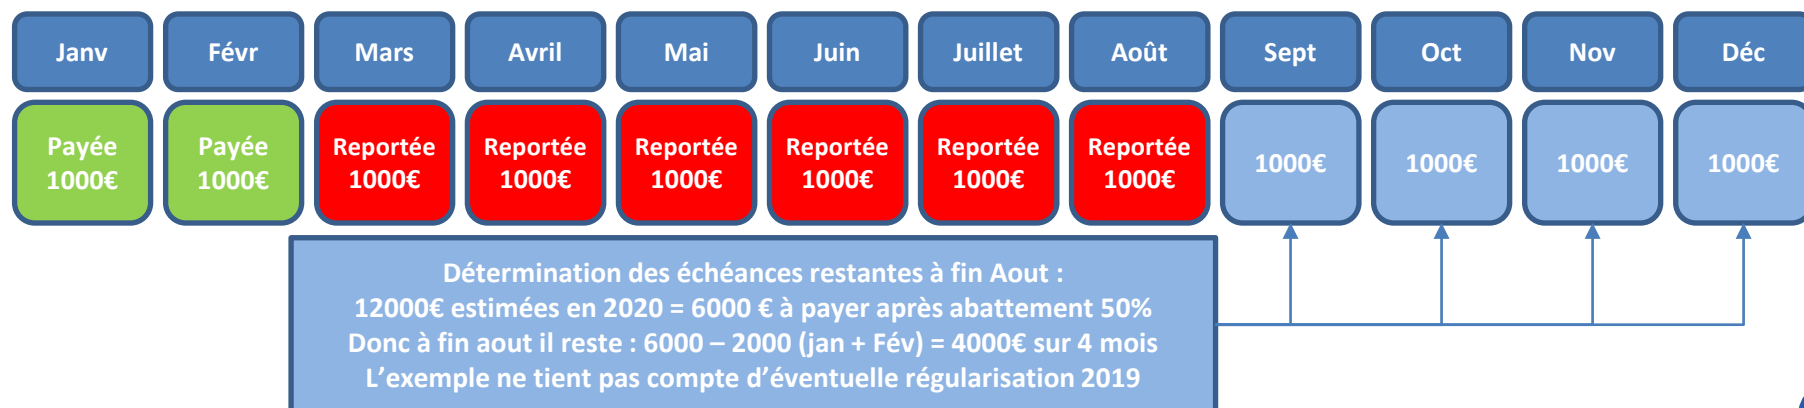 Janv Févr Mars Avril Mai Juin Juillet Août Sept Oct Nov Déc
Payée Payée Reportée Reportée Reportée Reportée Reportée Reportée
1000€ 1000€ 1000€ 1000€ 1000€ 1000€ 1000€ 1000€ 1000€ 1000€ 1000€ 1000€
Détermination des échéances restantes à fin Aout :
12000€ estimées en 2020 = 6000 € à payer après abattement 50%
Donc à fin aout il reste : 6000 – 2000 (jan + Fév) = 4000€ sur 4 mois
L'exemple ne tient pas compte d'éventuelle régularisation 2019